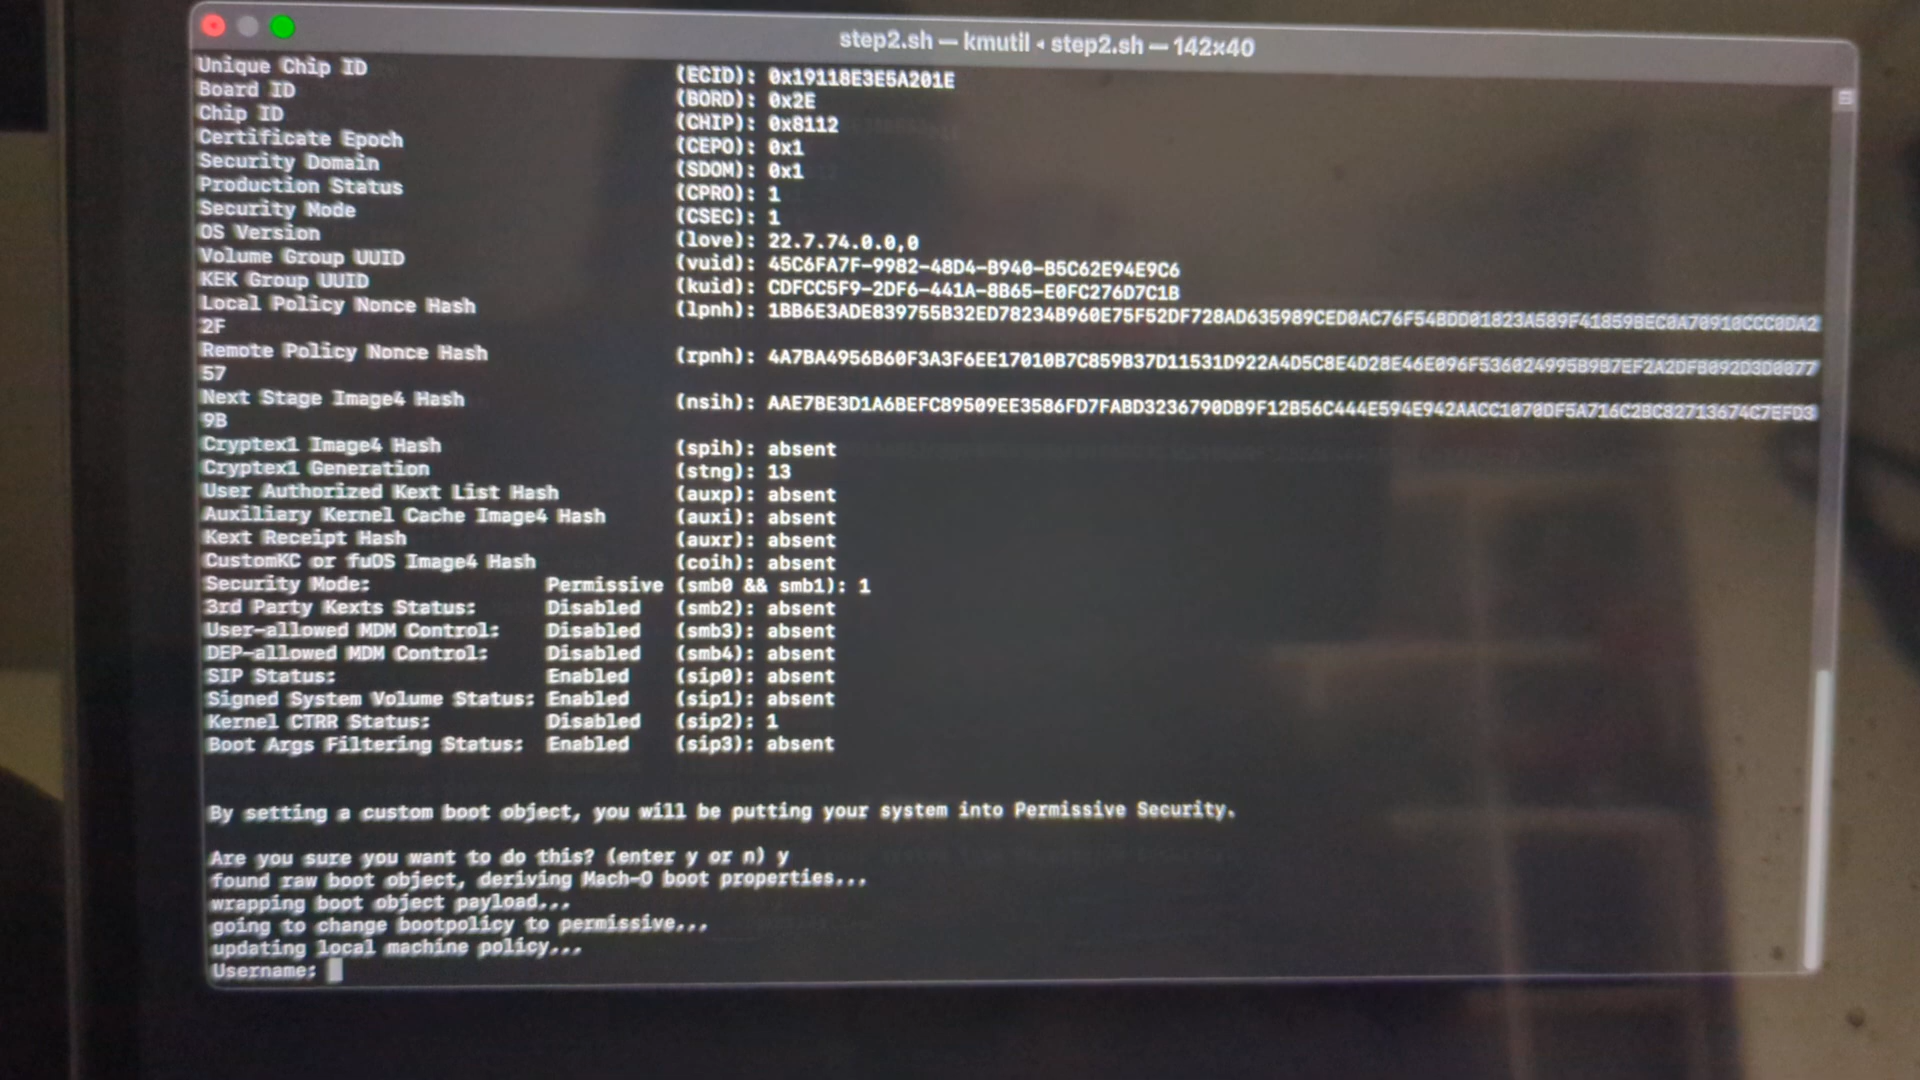 step2.sh — kmutil ◂ step2.sh — 142×40
Unique Chip ID (ECID): 0x19118E3E5A201E
Board ID (BORD): 0x2E
Chip ID (CHIP): 0x8112
Certificate Epoch (CEPO): 0x1
Security Domain (SDOM): 0x1
Production Status (CPRO): 1
Security Mode (CSEC): 1
OS Version (love): 22.7.74.0.0,0
Volume Group UUID (vuid): 45C6FA7F-9982-48D4-B940-B5C62E94E9C6
KEK Group UUID (kuid): CDFCC5F9-2DF6-441A-8B65-E0FC276D7C1B
Local Policy Nonce Hash (lpnh): 1BB6E3ADE839755B32ED78234B960E75F52DF728AD635989CED0AC76F54BDD01823A589F41859BEC0A70910CCC0DA2
2F
Remote Policy Nonce Hash (rpnh): 4A7BA4956B60F3A3F6EE17010B7C859B37D11531D922A4D5C8E4D28E46E096F536024995B9B7EF2A2DFB092D3D0077
57
Next Stage Image4 Hash (nsih): AAE7BE3D1A6BEFC89509EE3586FD7FABD3236790DB9F12B56C444E594E942AACC1070DF5A716C28C82713674C7EFD3
9B
Cryptex1 Image4 Hash (spih): absent
Cryptex1 Generation (stng): 13
User Authorized Kext List Hash (auxp): absent
Auxiliary Kernel Cache Image4 Hash (auxi): absent
Kext Receipt Hash (auxr): absent
CustomKC or fuOS Image4 Hash (coih): absent
Security Mode: Permissive (smb0 && smb1): 1
3rd Party Kexts Status: Disabled (smb2): absent
User-allowed MDM Control: Disabled (smb3): absent
DEP-allowed MDM Control: Disabled (smb4): absent
SIP Status: Enabled (sip0): absent
Signed System Volume Status: Enabled (sip1): absent
Kernel CTRR Status: Disabled (sip2): 1
Boot Args Filtering Status: Enabled (sip3): absent
By setting a custom boot object, you will be putting your system into Permissive Security.
Are you sure you want to do this? (enter y or n) y
found raw boot object, deriving Mach-O boot properties...
wrapping boot object payload...
going to change bootpolicy to permissive...
updating local machine policy...
Username: